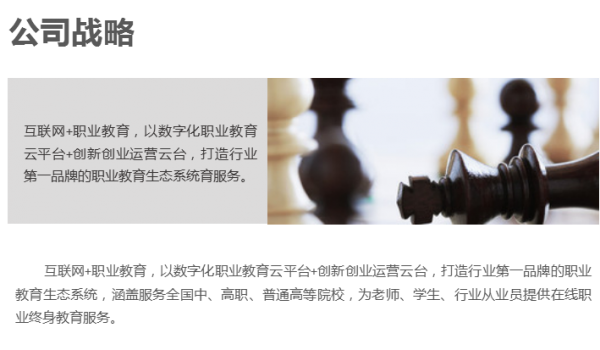 公司战略
互联网+职业教育，以数字化职业教育
云平台+创新创业运营云台，打造行业
第一品牌的职业教育生态系统育服务。
互联网+职业教育，以数字化职业教育云平台+创新创业运营云台，打造行业第一品牌的职业
教育生态系统，涵盖服务全国中、高职、普通高等院校，为老师、学生、行业从业员提供在线职
业终身教育服务。